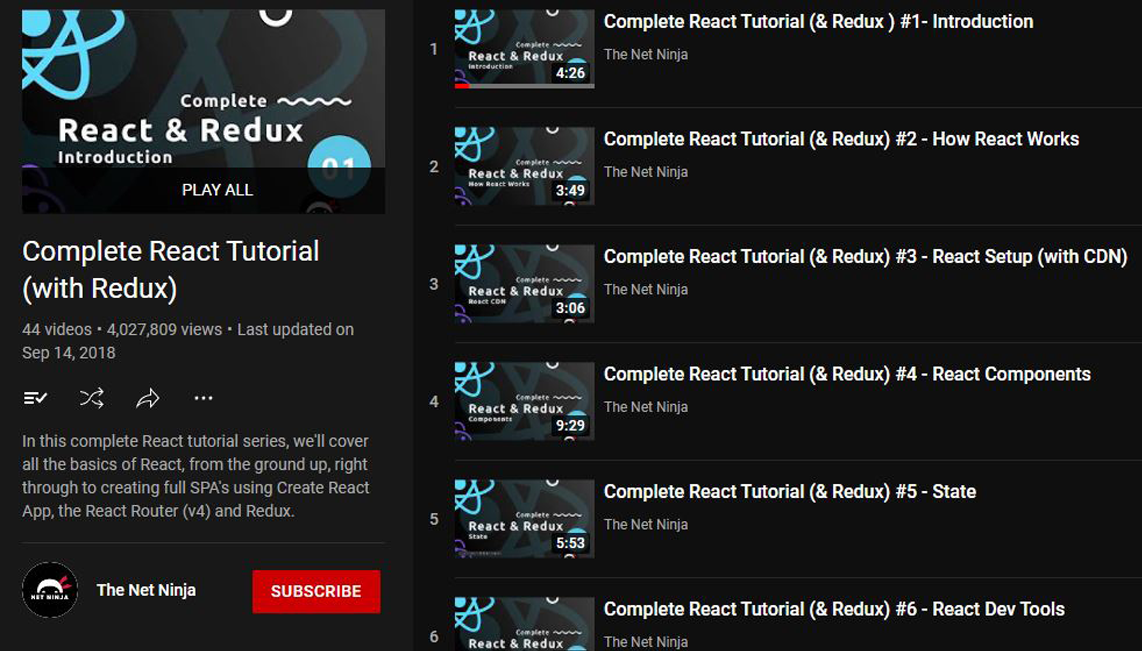 Complete
React & Redux
Introduction
01
PLAY ALL
Complete React Tutorial
(with Redux)
44 videos • 4,027,809 views • Last updated on
Sep 14, 2018
In this complete React tutorial series, we'll cover
all the basics of React, from the ground up, right
through to creating full SPA's using Create React
App, the React Router (v4) and Redux.
NET NINJA
The Net Ninja
SUBSCRIBE
1
Complete
React & Redux
Introduction
4:26
Complete React Tutorial (& Redux ) #1- Introduction
The Net Ninja
2
Complete
React & Redux
How React Works
3:49
Complete React Tutorial (& Redux) #2 - How React Works
The Net Ninja
3
Complete
React & Redux
React CDN
3:06
Complete React Tutorial (& Redux) #3 - React Setup (with CDN)
The Net Ninja
4
Complete
React & Redux
Components
9:29
Complete React Tutorial (& Redux) #4 - React Components
The Net Ninja
5
Complete
React & Redux
State
5:53
Complete React Tutorial (& Redux) #5 - State
The Net Ninja
6
Complete
React & Redux
Complete React Tutorial (& Redux) #6 - React Dev Tools
The Net Ninja